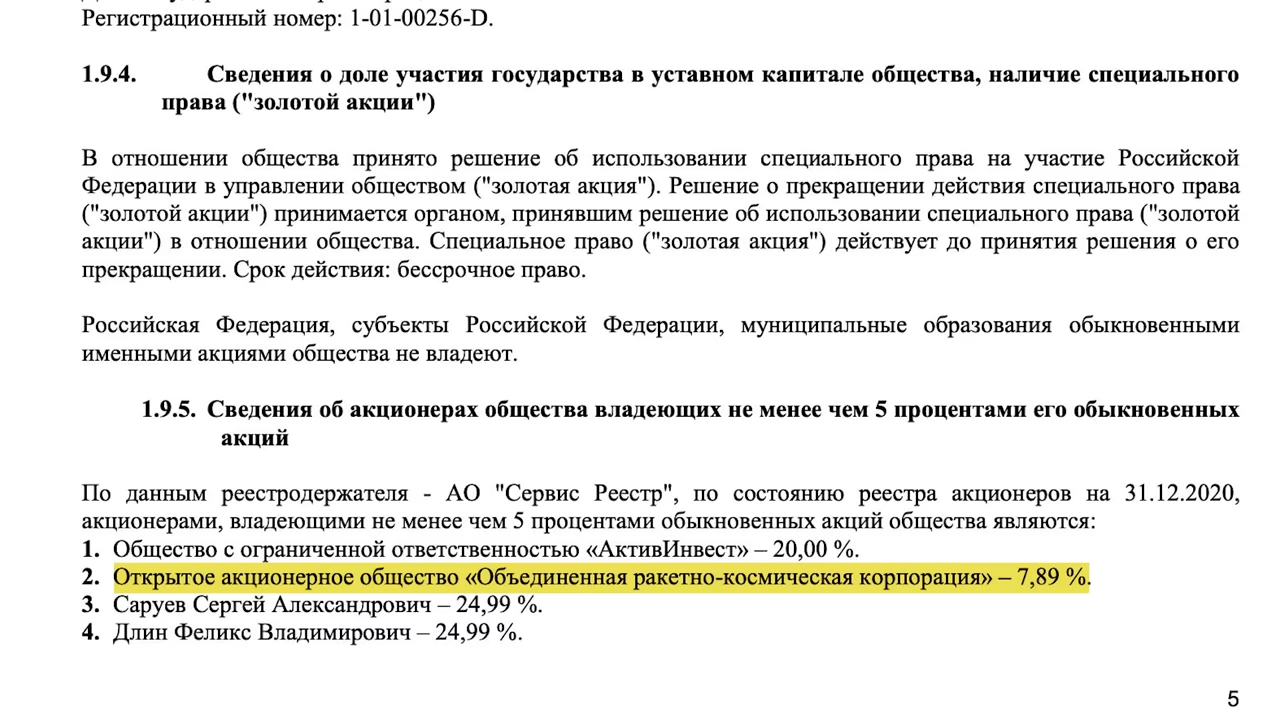 Регистрационный номер: 1-01-00256-D.
1.9.4. Сведения о доле участия государства в уставном капитале общества, наличие специального
права ("золотой акции")
В отношении общества принято решение об использовании специального права на участие Российской
Федерации в управлении обществом ("золотая акция"). Решение о прекращении действия специального права
("золотой акции") принимается органом, принявшим решение об использовании специального права ("золотой
акции") в отношении общества. Специальное право ("золотая акция") действует до принятия решения о его
прекращении. Срок действия: бессрочное право.
Российская Федерация, субъекты Российской Федерации, муниципальные образования обыкновенными
именными акциями общества не владеют.
1.9.5. Сведения об акционерах общества владеющих не менее чем 5 процентами его обыкновенных
акций
По данным реестродержателя - АО "Сервис Реестр", по состоянию реестра акционеров на 31.12.2020,
акционерами, владеющими не менее чем 5 процентами обыкновенных акций общества являются:
1. Общество с ограниченной ответственностью «АктивИнвест» – 20,00 %.
2. Открытое акционерное общество «Объединенная ракетно-космическая корпорация» – 7,89 %.
3. Саруев Сергей Александрович – 24,99 %.
4. Длин Феликс Владимирович – 24,99 %.
5